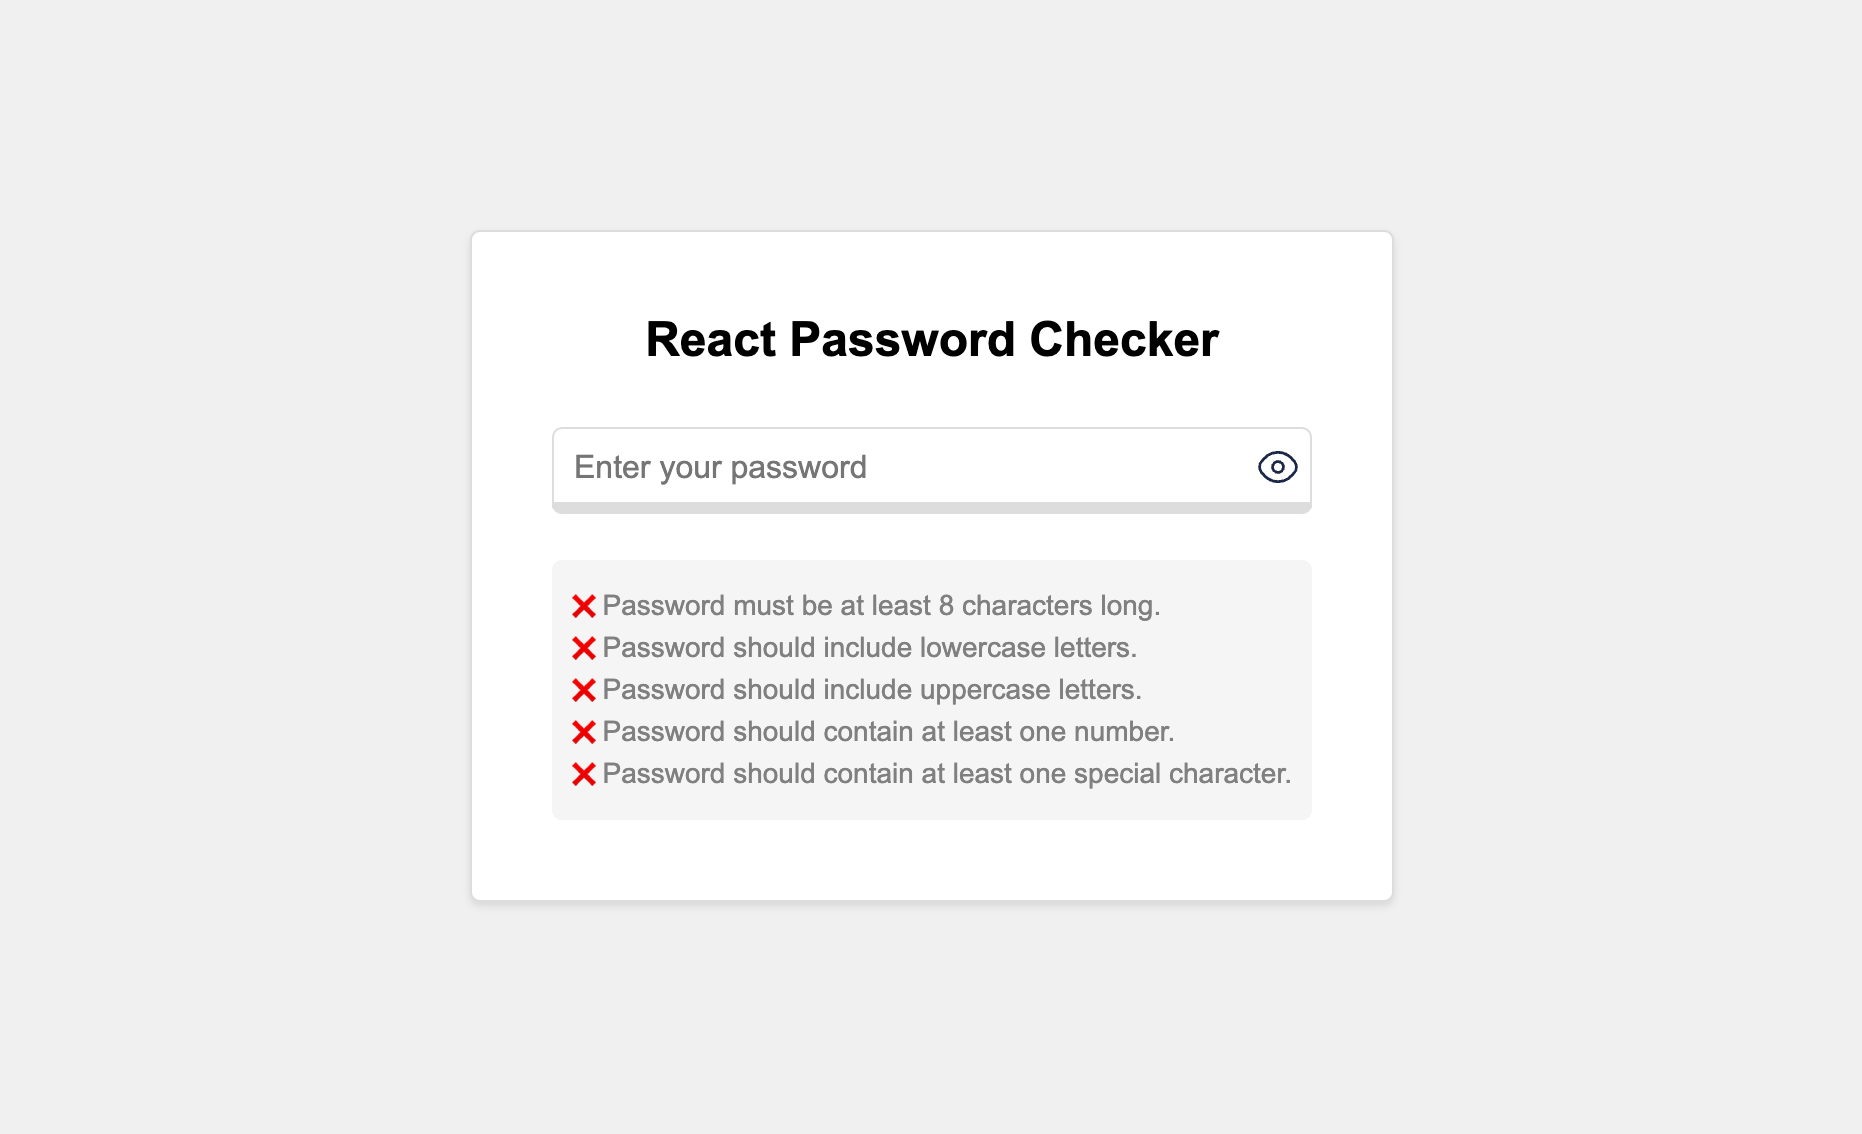 React Password Checker
Enter your password
Password must be at least 8 characters long.
Password should include lowercase letters.
Password should include uppercase letters.
Password should contain at least one number.
Password should contain at least one special character.